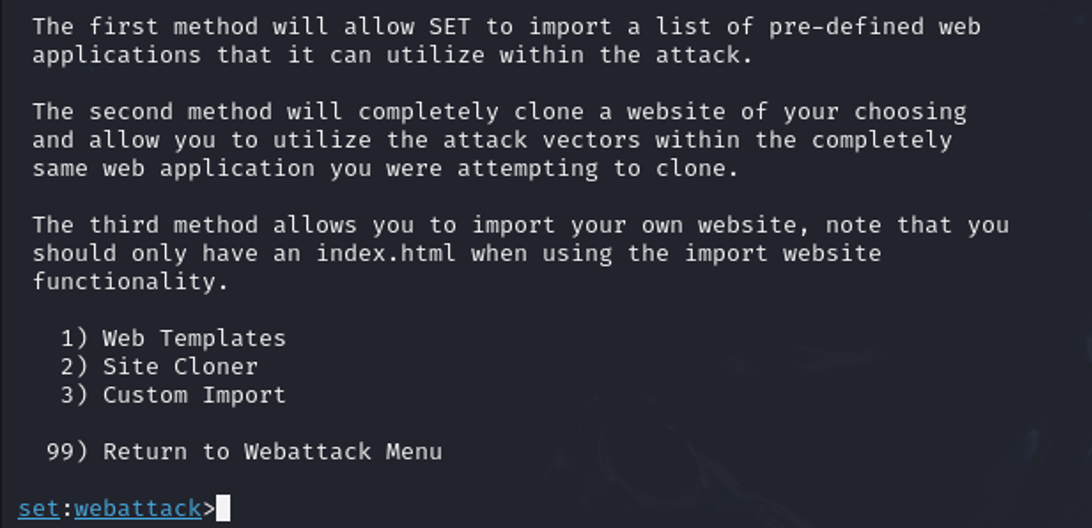 The first method will allow SET to import a list of pre-defined web
applications that it can utilize within the attack.
The second method will completely clone a website of your choosing
and allow you to utilize the attack vectors within the completely
same web application you were attempting to clone.
The third method allows you to import your own website, note that you
should only have an index.html when using the import website
functionality.
1) Web Templates
2) Site Cloner
3) Custom Import
99) Return to Webattack Menu
set:webattack>